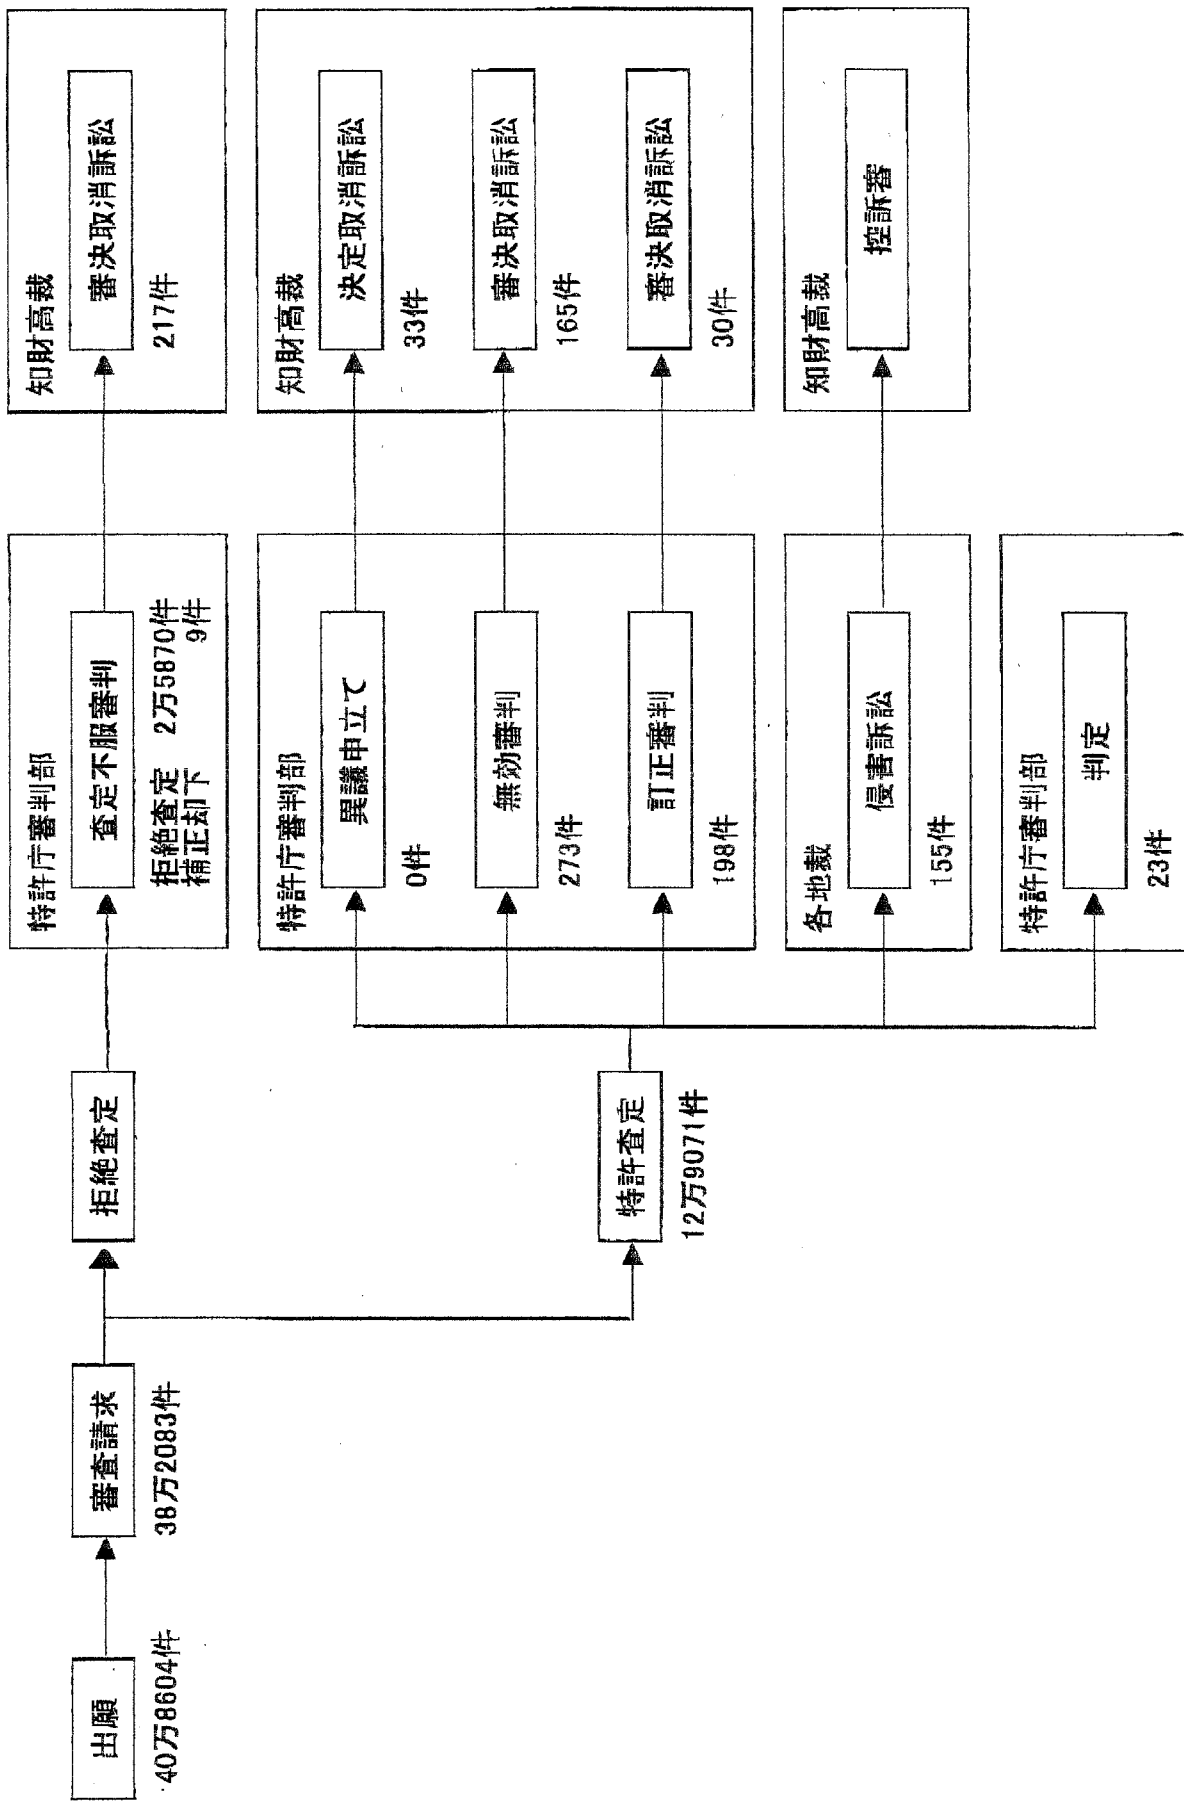 出願
40万8604件
審査請求
38万2083件
拒絶査定
特許庁審判部
査定不服審判
拒絶査定 2万5870件
補正却下 9件
知財高裁
審決取消訴訟
217件
特許査定
12万9071件
特許庁審判部
異議申立て
0件
無効審判
273件
訂正審判
198件
知財高裁
決定取消訴訟
33件
審決取消訴訟
165件
審決取消訴訟
30件
各地裁
侵害訴訟
155件
知財高裁
控訴審
特許庁審判部
判定
23件